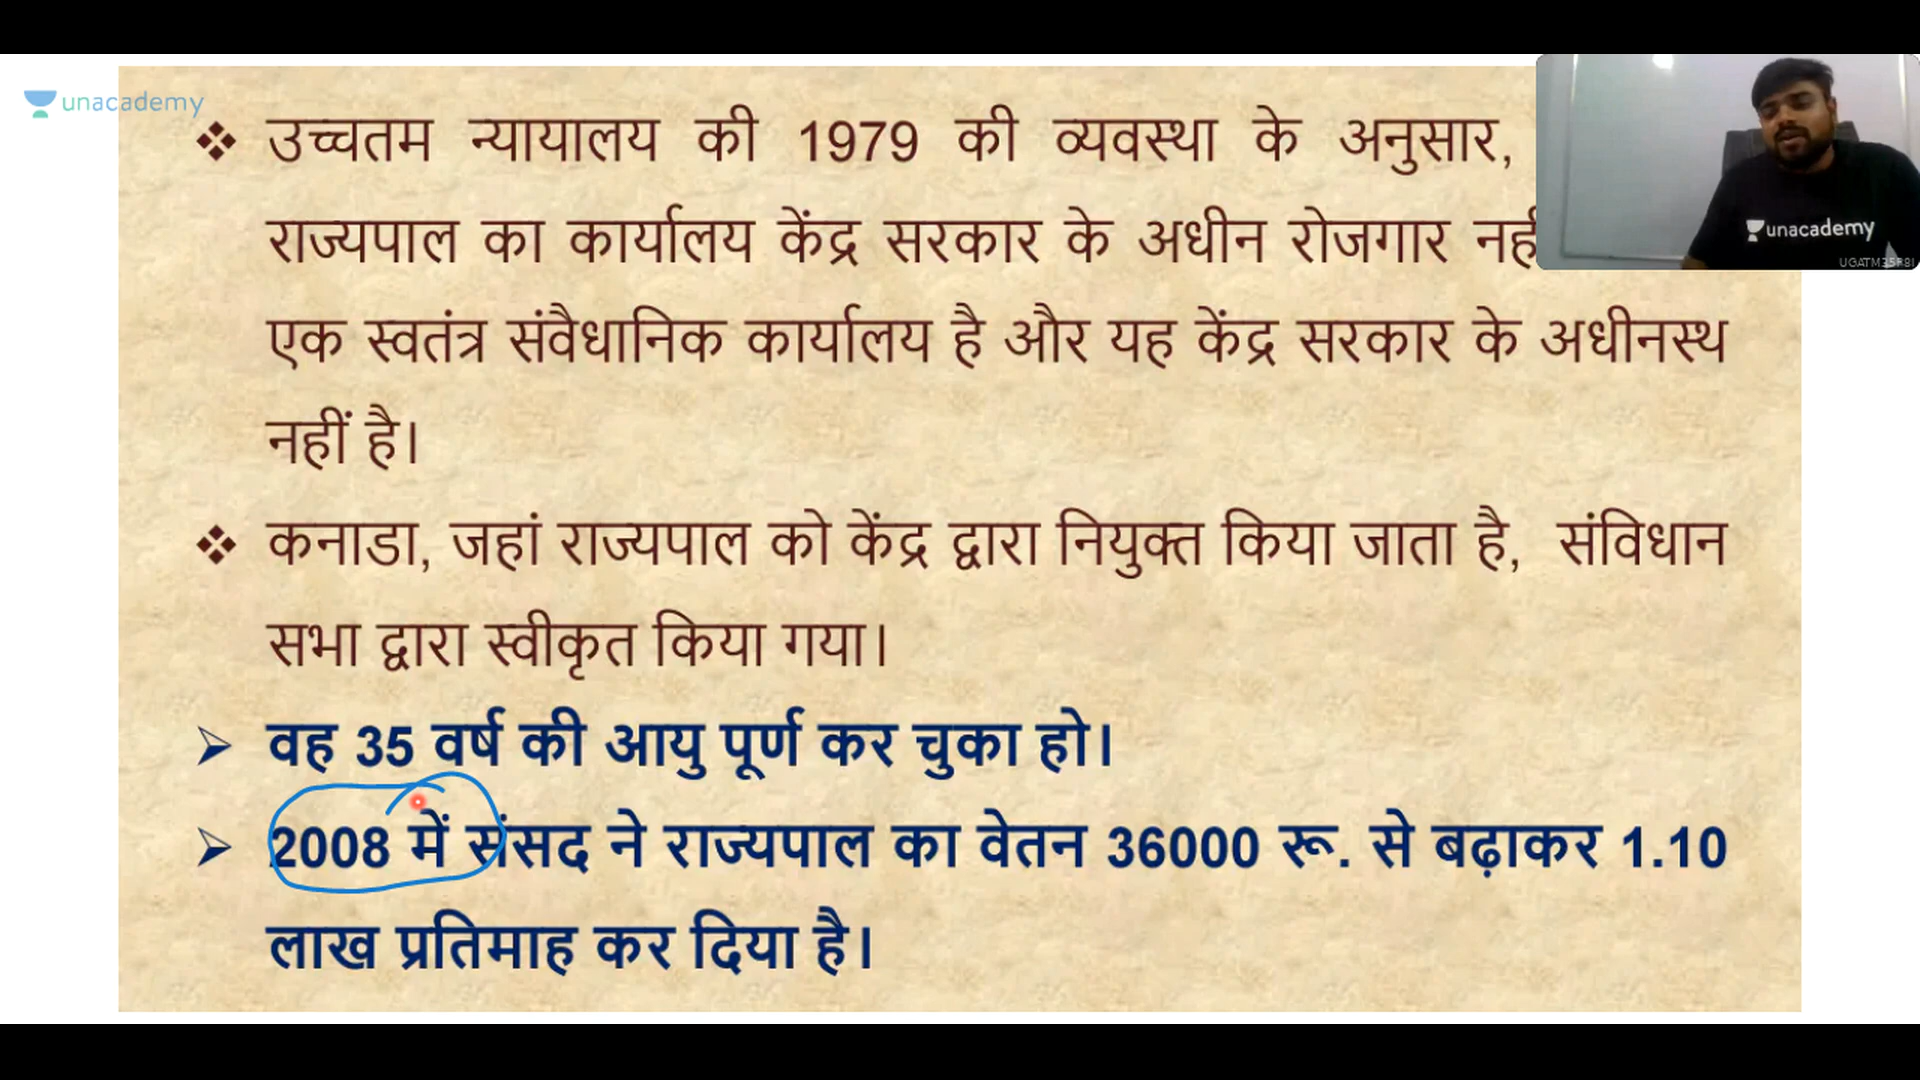 unacademy
❖ उच्चतम न्यायालय की 1979 की व्यवस्था के अनुसार,
राज्यपाल का कार्यालय केंद्र सरकार के अधीन रोजगार
एक स्वतंत्र संवैधानिक कार्यालय है और यह केंद्र सरकार के अधीनस्थ
नहीं है।
❖ कनाडा, जहां राज्यपाल को केंद्र द्वारा नियुक्त किया जाता है, संविधान
सभा द्वारा स्वीकृत किया गया।
➢ वह 35 वर्ष की आयु पूर्ण कर चुका हो।
➢ 2008 में संसद ने राज्यपाल का वेतन 36000 रू. से बढ़ाकर 1.10
लाख प्रतिमाह कर दिया है।
unacademy